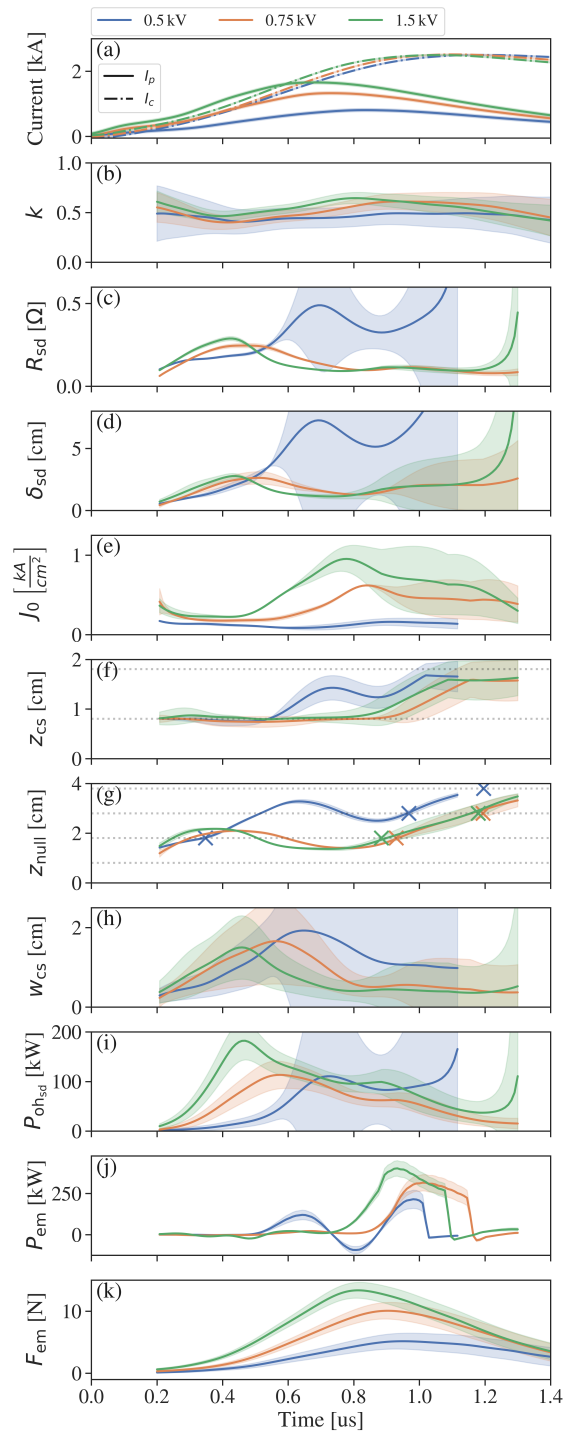 0.5 kV 0.75 kV 1.5 kV
(a)
Current [kA]
2
0
I_p
I_c
(b)
k
1.0
0.5
0.0
(c)
R_sd [Ω]
0.5
0.0
(d)
δ_sd [cm]
5
0
(e)
J_0 [kA/cm^2]
1
0
(f)
z_cs [cm]
2
1
0
(g)
z_null [cm]
4
2
0
(h)
w_cs [cm]
2
0
(i)
P_oh_sd [kW]
200
100
0
(j)
P_em [kW]
250
0
(k)
F_em [N]
10
0
0.0 0.2 0.4 0.6 0.8 1.0 1.2 1.4
Time [us]